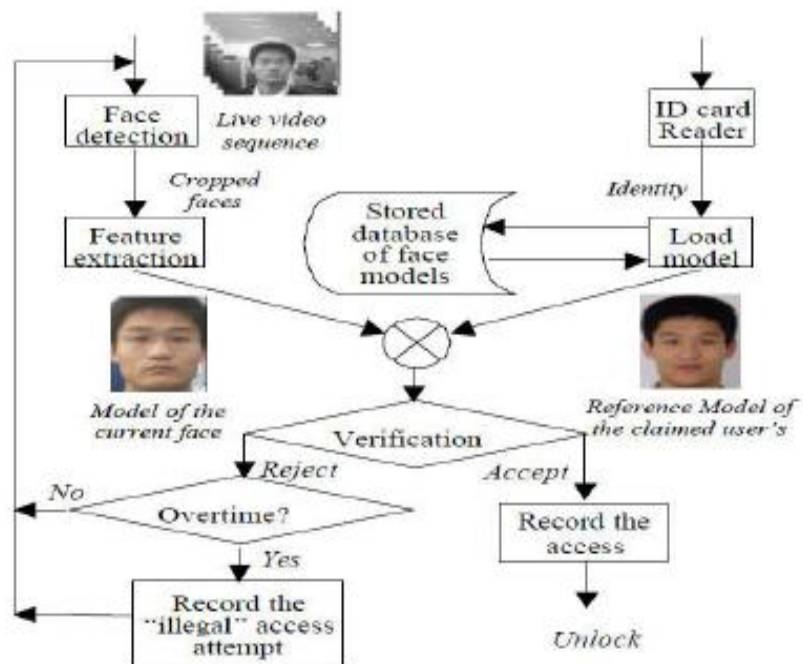 Face
detection
Live video
sequence
ID card
Reader
Cropped
faces
Identity
Feature
extraction
Stored
database
of face
models
Load
model
Model of the
current face
Reference Model of
the claimed user's
Verification
Reject
Accept
No
Overtime?
Record the
access
Yes
Record the
"illegal" access
attempt
Unlock